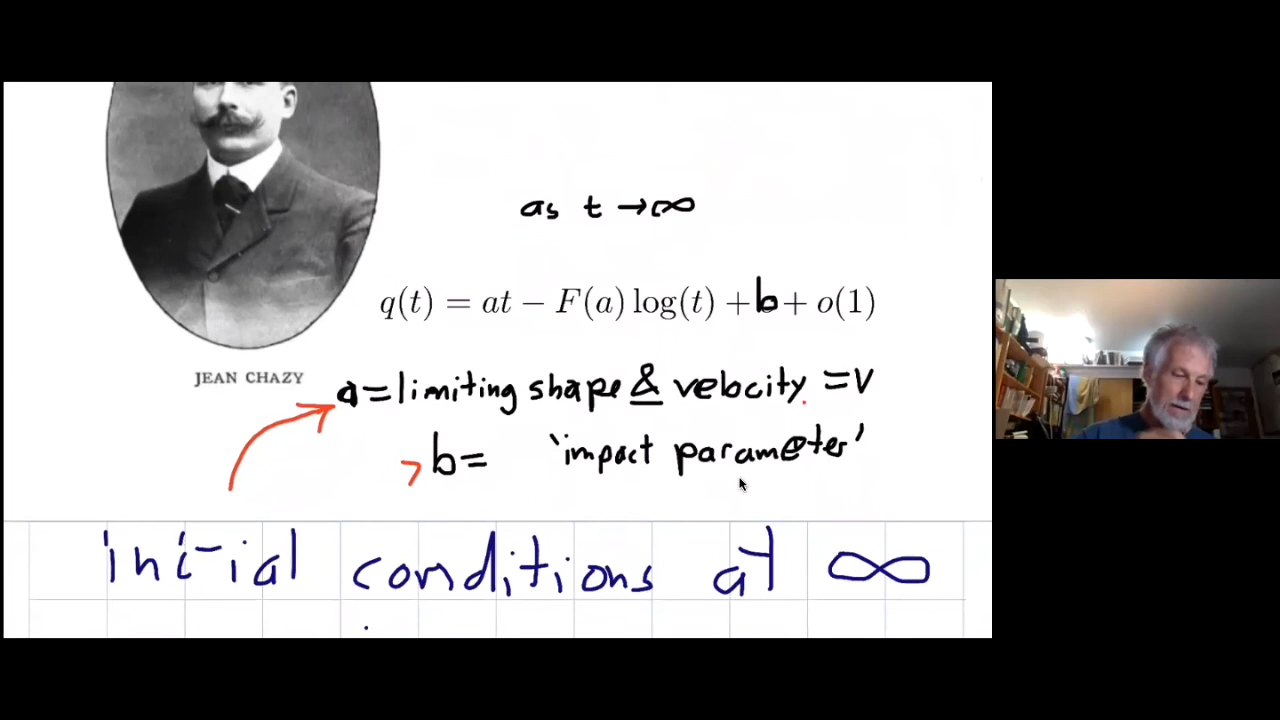 as t →∞
q(t) = at − F(a) log(t) + b + o(1)
JEAN CHAZY
a = limiting shape & velocity = v
b = 'impact parameter'
initial conditions at ∞